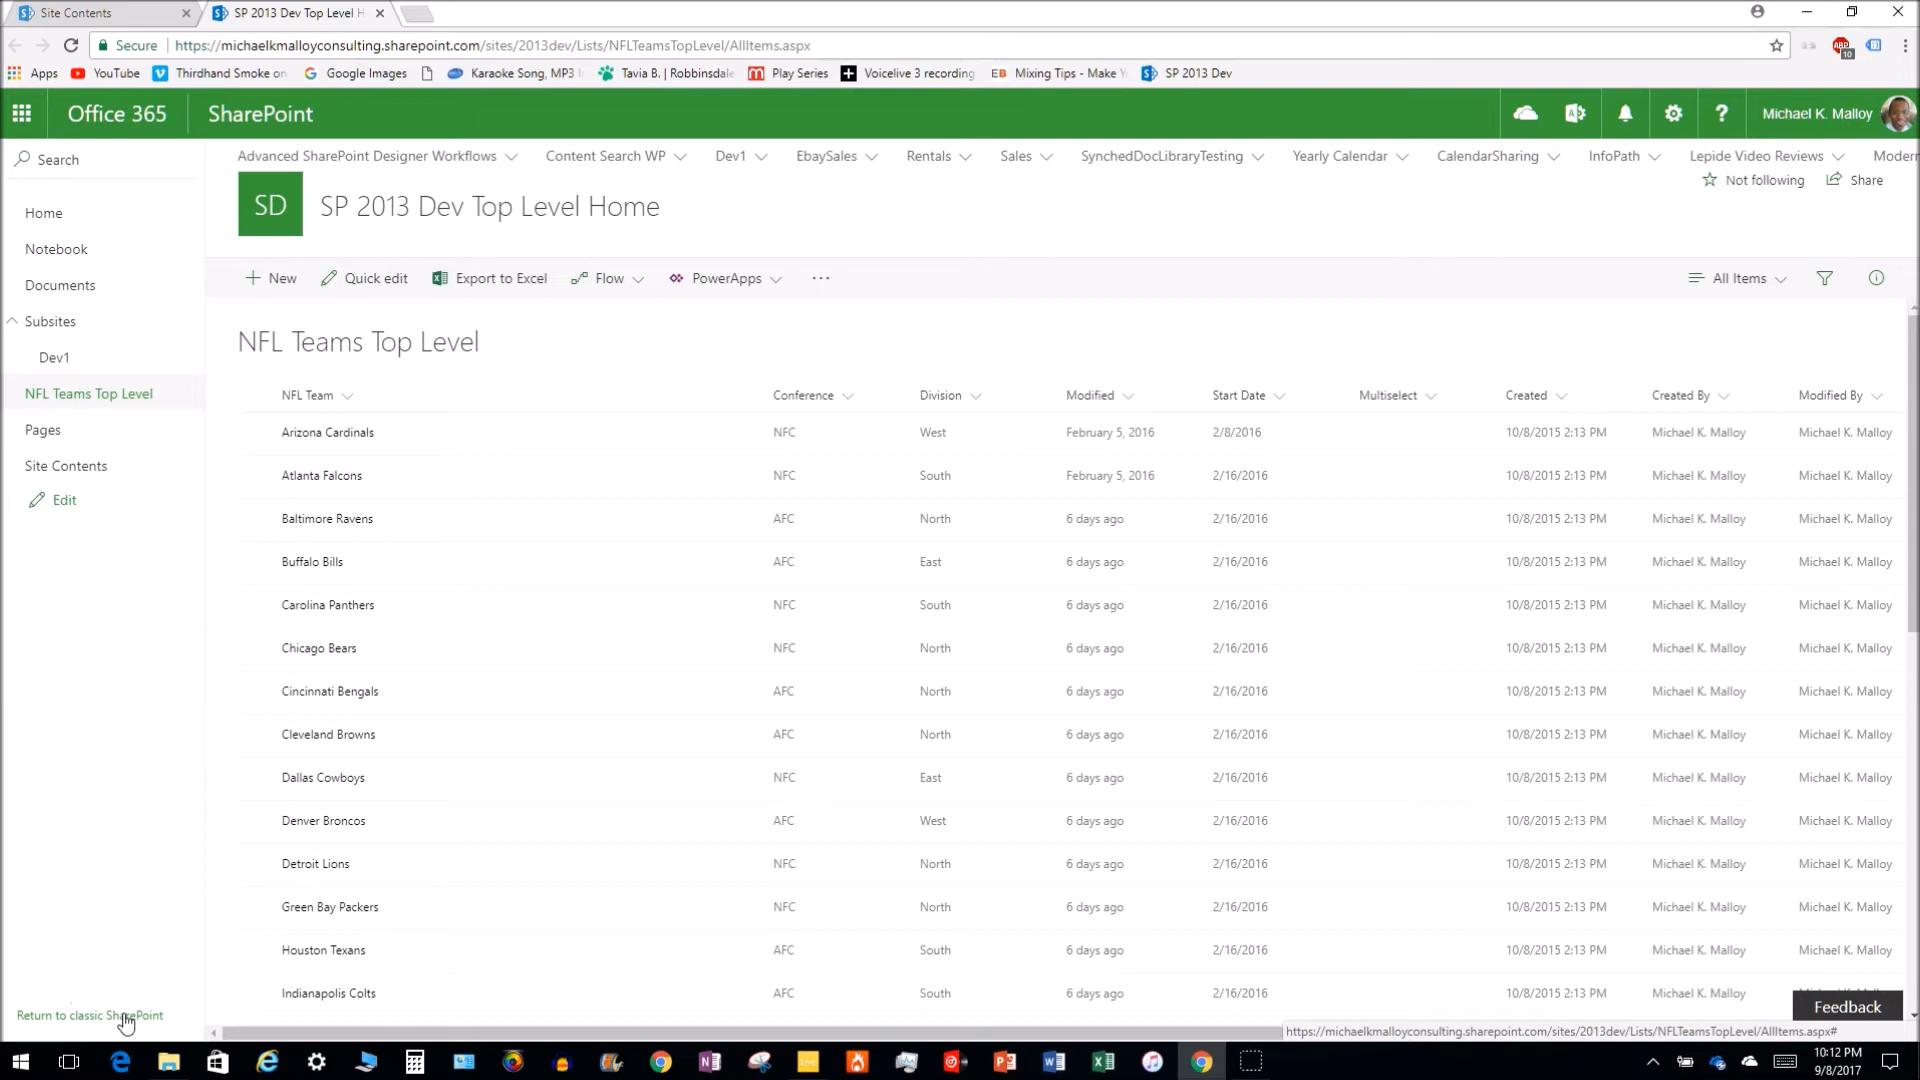 Site Contents
SP 2013 Dev Top Level H
Secure
https://michaelkmalloyconsulting.sharepoint.com/sites/2013dev/Lists/NFLTeamsTopLevel/AllItems.aspx
ABP
10
Apps YouTube Thirdhand Smoke on Google Images Karaoke Song, MP3 Tavia B. | Robbinsdale Play Series Voicelive 3 recording EB Mixing Tips - Make Y SP 2013 Dev
Office 365 SharePoint ? Michael K. Malloy
Search
Advanced SharePoint Designer Workflows Content Search WP Dev1 EbaySales Rentals Sales SynchedDocLibraryTesting Yearly Calendar CalendarSharing InfoPath Lepide Video Reviews Modern
Not following Share
SD SP 2013 Dev Top Level Home
Home
Notebook
Documents
Subsites
Dev1
NFL Teams Top Level
Pages
Site Contents
Edit
Return to classic SharePoint
New Quick edit Export to Excel Flow PowerApps ... All Items
NFL Teams Top Level
NFL Team Conference Division Modified Start Date Multiselect Created Created By Modified By
Arizona Cardinals NFC West February 5, 2016 2/8/2016 10/8/2015 2:13 PM Michael K. Malloy Michael K. Malloy
Atlanta Falcons NFC South February 5, 2016 2/16/2016 10/8/2015 2:13 PM Michael K. Malloy Michael K. Malloy
Baltimore Ravens AFC North 6 days ago 2/16/2016 10/8/2015 2:13 PM Michael K. Malloy Michael K. Malloy
Buffalo Bills AFC East 6 days ago 2/16/2016 10/8/2015 2:13 PM Michael K. Malloy Michael K. Malloy
Carolina Panthers NFC South 6 days ago 2/16/2016 10/8/2015 2:13 PM Michael K. Malloy Michael K. Malloy
Chicago Bears NFC North 6 days ago 2/16/2016 10/8/2015 2:13 PM Michael K. Malloy Michael K. Malloy
Cincinnati Bengals AFC North 6 days ago 2/16/2016 10/8/2015 2:13 PM Michael K. Malloy Michael K. Malloy
Cleveland Browns AFC North 6 days ago 2/16/2016 10/8/2015 2:13 PM Michael K. Malloy Michael K. Malloy
Dallas Cowboys NFC East 6 days ago 2/16/2016 10/8/2015 2:13 PM Michael K. Malloy Michael K. Malloy
Denver Broncos AFC West 6 days ago 2/16/2016 10/8/2015 2:13 PM Michael K. Malloy Michael K. Malloy
Detroit Lions NFC North 6 days ago 2/16/2016 10/8/2015 2:13 PM Michael K. Malloy Michael K. Malloy
Green Bay Packers NFC North 6 days ago 2/16/2016 10/8/2015 2:13 PM Michael K. Malloy Michael K. Malloy
Houston Texans AFC South 6 days ago 2/16/2016 10/8/2015 2:13 PM Michael K. Malloy Michael K. Malloy
Indianapolis Colts AFC South 6 days ago 2/16/2016 10/8/2015 2:13 PM Michael K. Malloy
Feedback
https://michaelkmalloyconsulting.sharepoint.com/sites/2013dev/Lists/NFLTeamsTopLevel/AllItems.aspx#
10:12 PM
9/8/2017